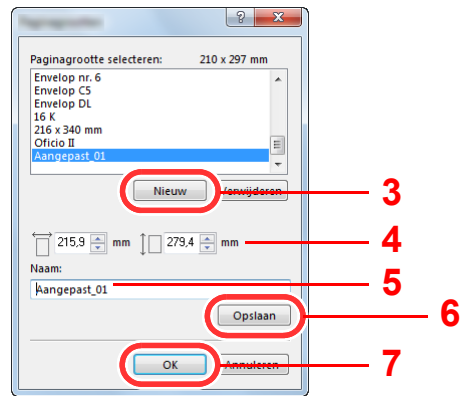 Paginagrootten
Paginagrootte selecteren: 210 x 297 mm
Envelop nr. 6
Envelop C5
Envelop DL
16 K
216 x 340 mm
Oficio II
Aangepast_01
Nieuw Verwijderen
3
215,9 mm 279,4 mm
4
Naam:
5
Aangepast_01
Opslaan
6
OK Annuleren
7